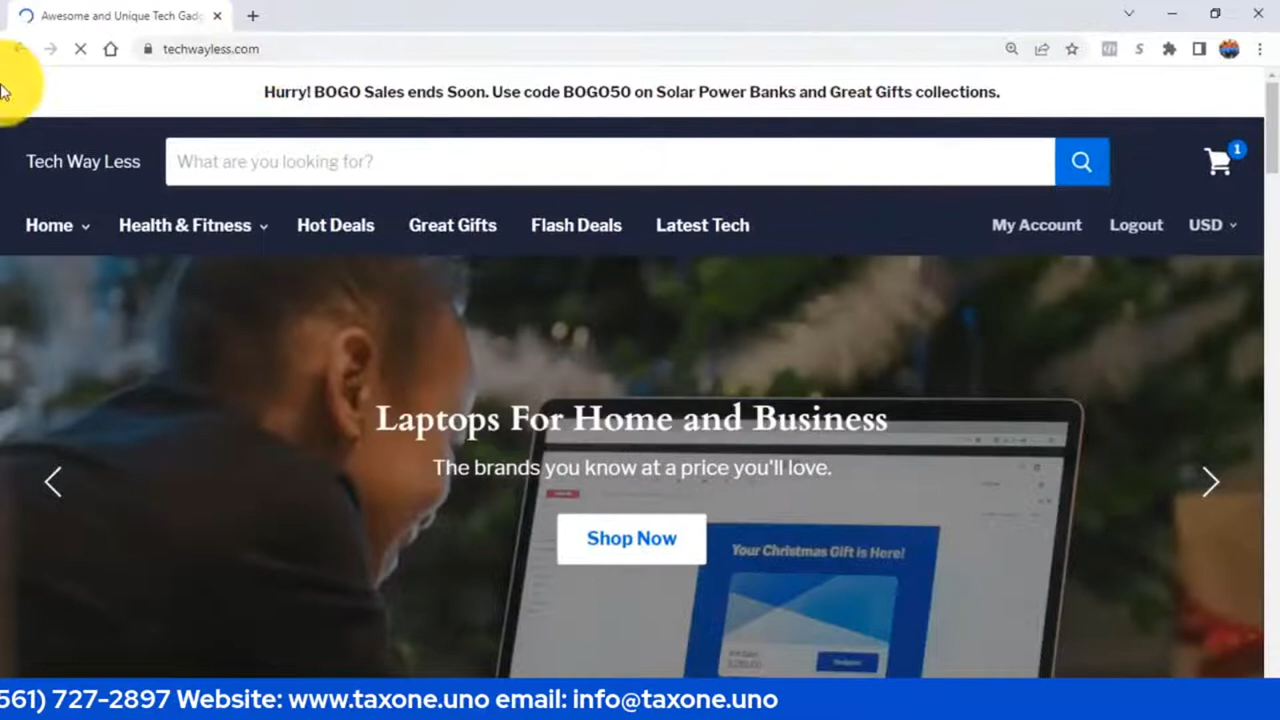 Awesome and Unique Tech Gadg
techwayless.com
Hurry! BOGO Sales ends Soon. Use code BOGO50 on Solar Power Banks and Great Gifts collections.
Tech Way Less
What are you looking for?
1
Home
Health & Fitness
Hot Deals
Great Gifts
Flash Deals
Latest Tech
My Account
Logout
USD
Laptops For Home and Business
The brands you know at a price you'll love.
Shop Now
Your Christmas Gift is Here!
561) 727-2897 Website: www.taxone.uno email: info@taxone.uno